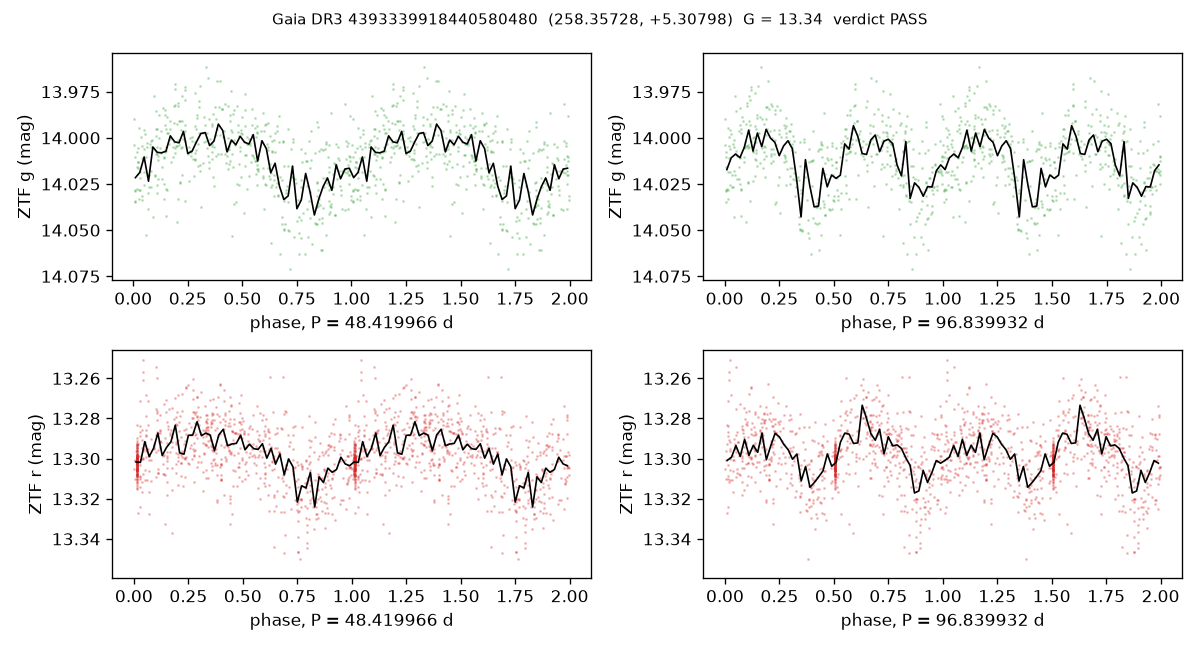 Gaia DR3 4393339918440580480  (258.35728, +5.30798)  G = 13.34  verdict PASS
ZTF g (mag)
13.975
14.000
14.025
14.050
14.075
0.00 0.25 0.50 0.75 1.00 1.25 1.50 1.75 2.00
phase, P = 48.419966 d
ZTF g (mag)
13.975
14.000
14.025
14.050
14.075
0.00 0.25 0.50 0.75 1.00 1.25 1.50 1.75 2.00
phase, P = 96.839932 d
ZTF r (mag)
13.26
13.28
13.30
13.32
13.34
0.00 0.25 0.50 0.75 1.00 1.25 1.50 1.75 2.00
phase, P = 48.419966 d
ZTF r (mag)
13.26
13.28
13.30
13.32
13.34
0.00 0.25 0.50 0.75 1.00 1.25 1.50 1.75 2.00
phase, P = 96.839932 d